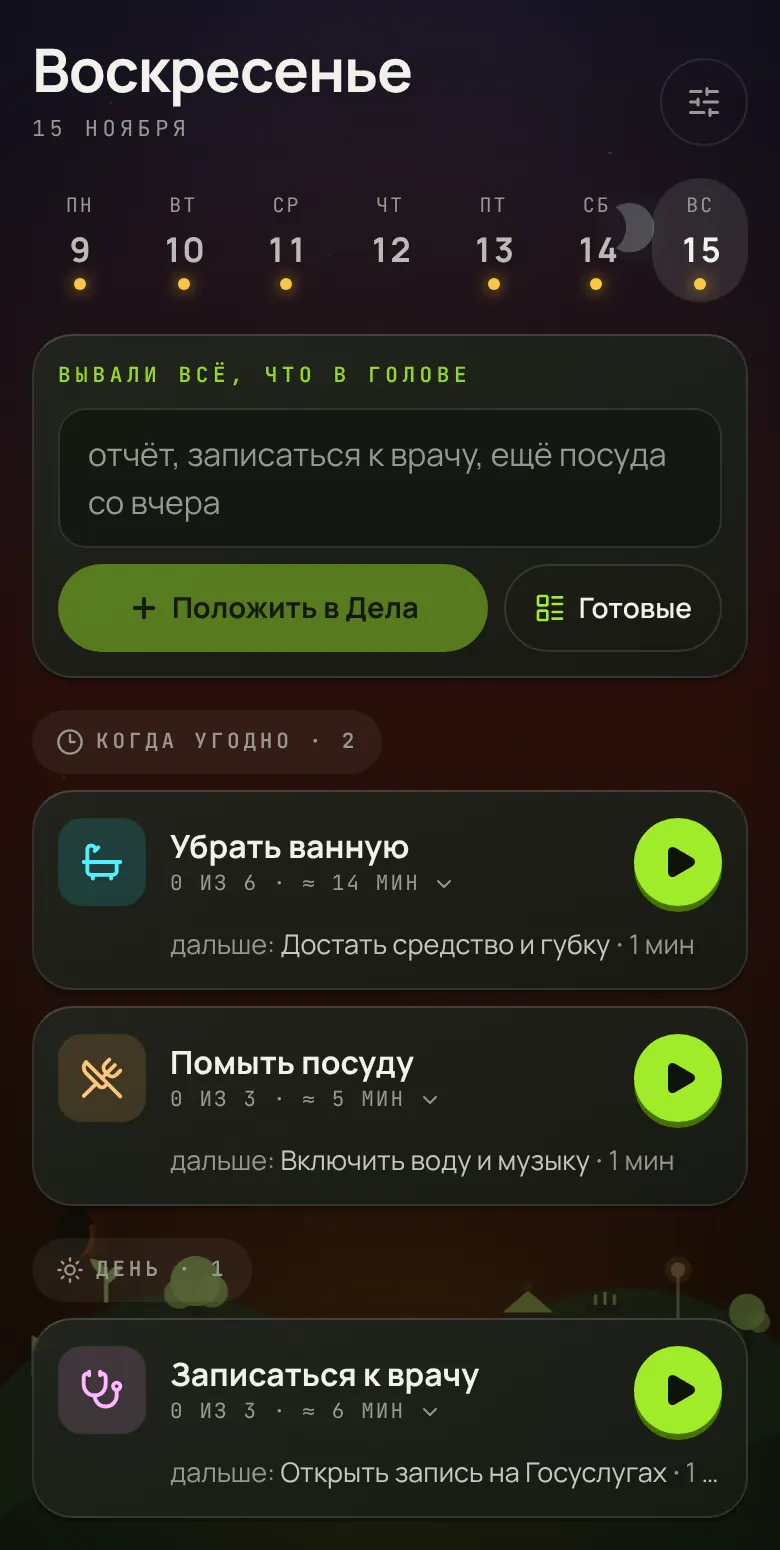 Воскресенье
15 НОЯБРЯ
ПН ВТ СР ЧТ ПТ СБ ВС
9 10 11 12 13 14 15
ВЫВАЛИ ВСЁ, ЧТО В ГОЛОВЕ
отчёт, записаться к врачу, ещё посуда
со вчера
+ Положить в Дела
Готовые
КОГДА УГОДНО · 2
Убрать ванную
0 ИЗ 6 · ≈ 14 МИН
дальше: Достать средство и губку · 1 мин
Помыть посуду
0 ИЗ 3 · ≈ 5 МИН
дальше: Включить воду и музыку · 1 мин
ДЕНЬ · 1
Записаться к врачу
0 ИЗ 3 · ≈ 6 МИН
дальше: Открыть запись на Госуслугах · 1 ...